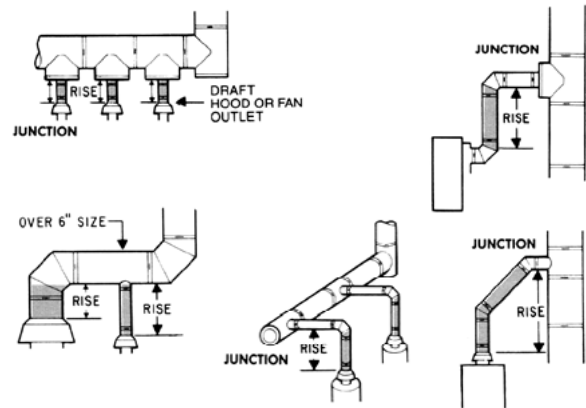 RISE
DRAFT
HOOD OR FAN
OUTLET
JUNCTION
JUNCTION
RISE
OVER 6" SIZE
RISE
RISE
JUNCTION
RISE
JUNCTION
RISE